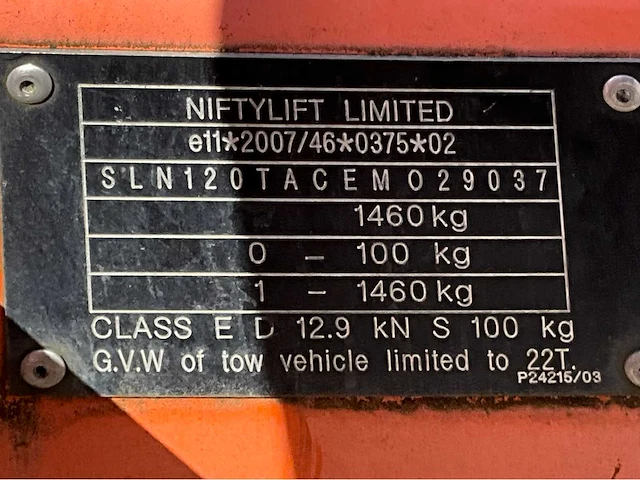 NIFTYLIFT LIMITED
e11*2007/46*0375*02
SLN120TACEM029037
1460 kg
0 – 100 kg
1 – 1460 kg
CLASS E D 12.9 kN S 100 kg
G.V.W of tow vehicle limited to 22T.
P24215/03